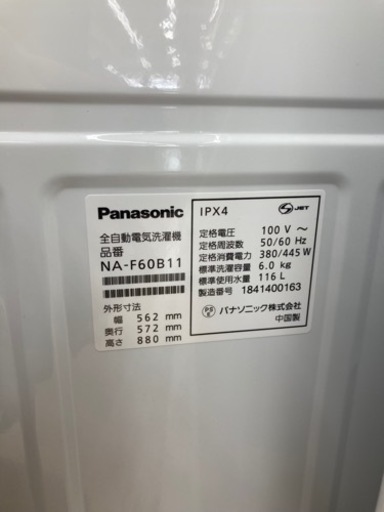 Panasonic
全自動電気洗濯機
品番
NA-F60B11
外形寸法
幅 562 mm
奥行 572 mm
高さ 880 mm
IPX4
S JET
定格電圧 100 V ～
定格周波数 50/60 Hz
定格消費電力 380/445 W
標準洗濯容量 6.0 kg
標準使用水量 116 L
製造番号 1841400163
PS E パナソニック株式会社
中国製